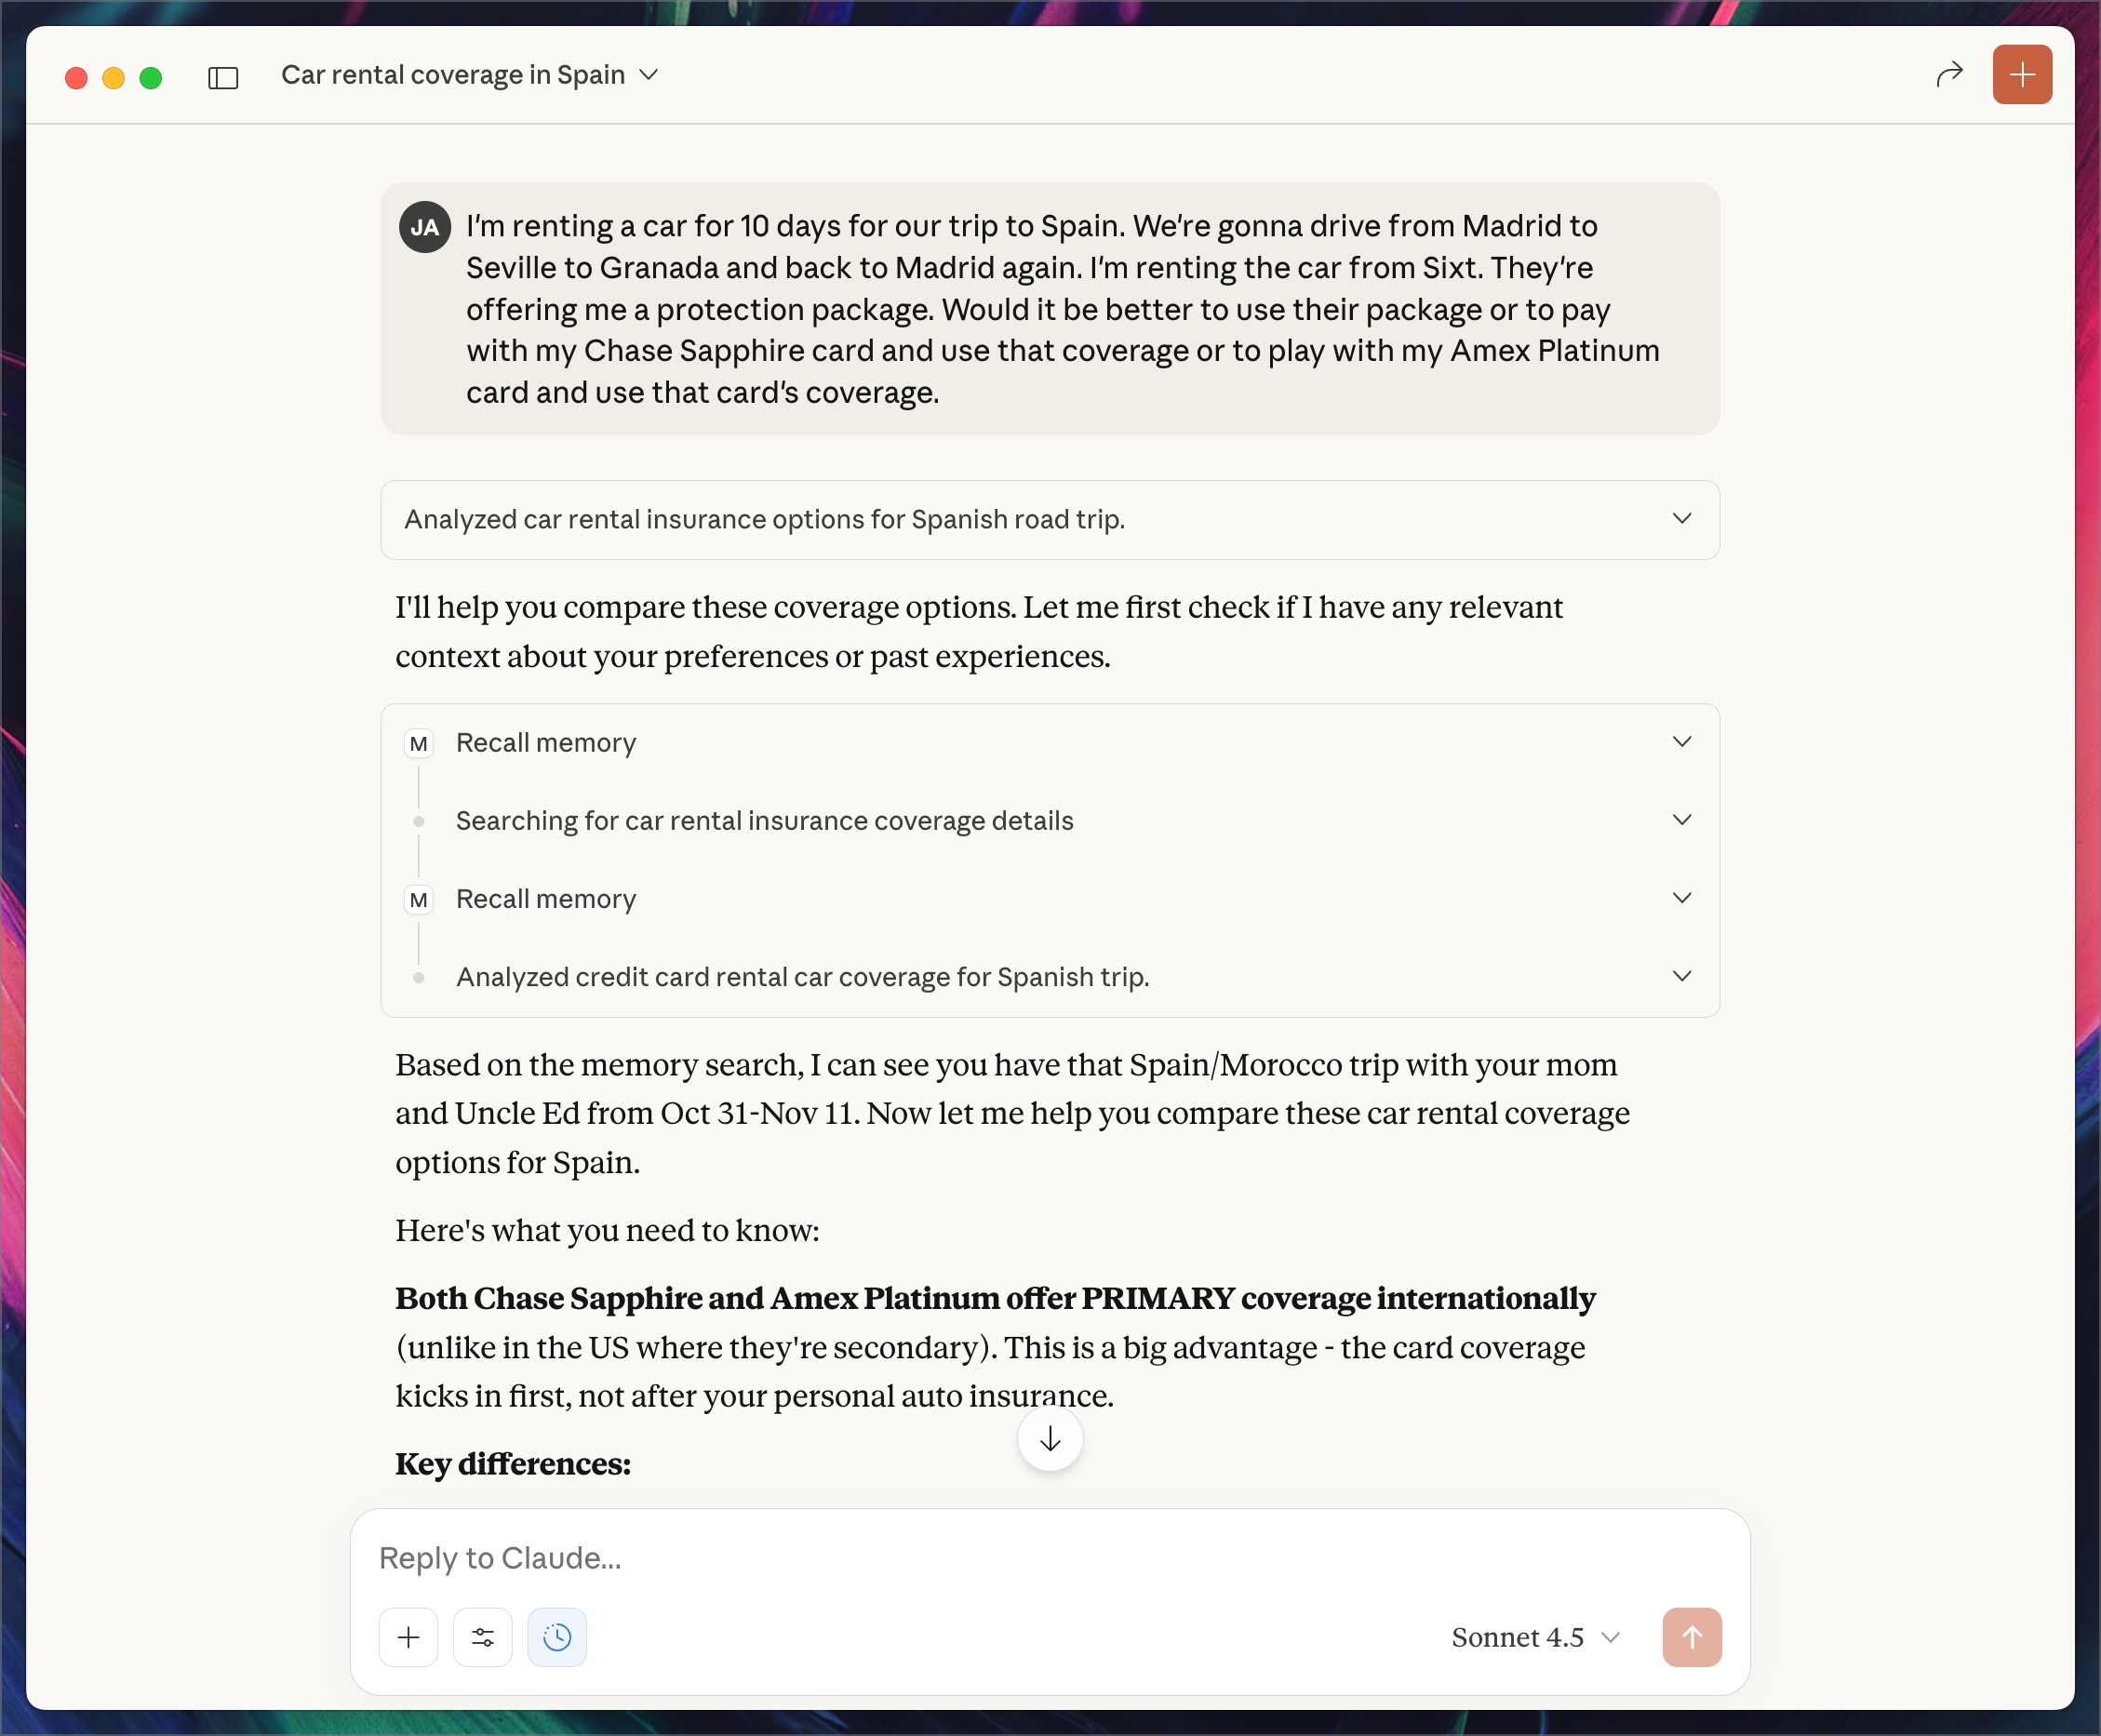 Car rental coverage in Spain
JA
I'm renting a car for 10 days for our trip to Spain. We're gonna drive from Madrid to
Seville to Granada and back to Madrid again. I'm renting the car from Sixt. They're
offering me a protection package. Would it be better to use their package or to pay
with my Chase Sapphire card and use that coverage or to play with my Amex Platinum
card and use that card's coverage.
Analyzed car rental insurance options for Spanish road trip.
I'll help you compare these coverage options. Let me first check if I have any relevant
context about your preferences or past experiences.
M Recall memory
Searching for car rental insurance coverage details
M Recall memory
Analyzed credit card rental car coverage for Spanish trip.
Based on the memory search, I can see you have that Spain/Morocco trip with your mom
and Uncle Ed from Oct 31-Nov 11. Now let me help you compare these car rental coverage
options for Spain.
Here's what you need to know:
Both Chase Sapphire and Amex Platinum offer PRIMARY coverage internationally
(unlike in the US where they're secondary). This is a big advantage - the card coverage
kicks in first, not after your personal auto insurance.
Key differences:
Reply to Claude...
Sonnet 4.5